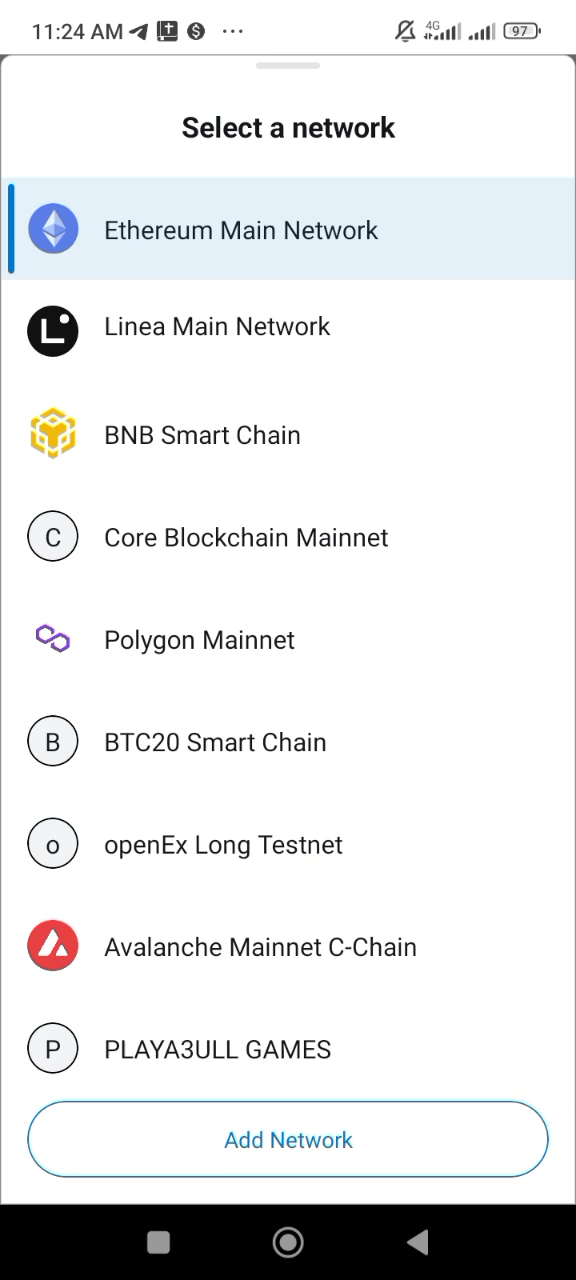 11:24 AM
4G
97
Select a network
Ethereum Main Network
L
Linea Main Network
BNB Smart Chain
C
Core Blockchain Mainnet
Polygon Mainnet
B
BTC20 Smart Chain
o
openEx Long Testnet
Avalanche Mainnet C-Chain
P
PLAYA3ULL GAMES
Add Network